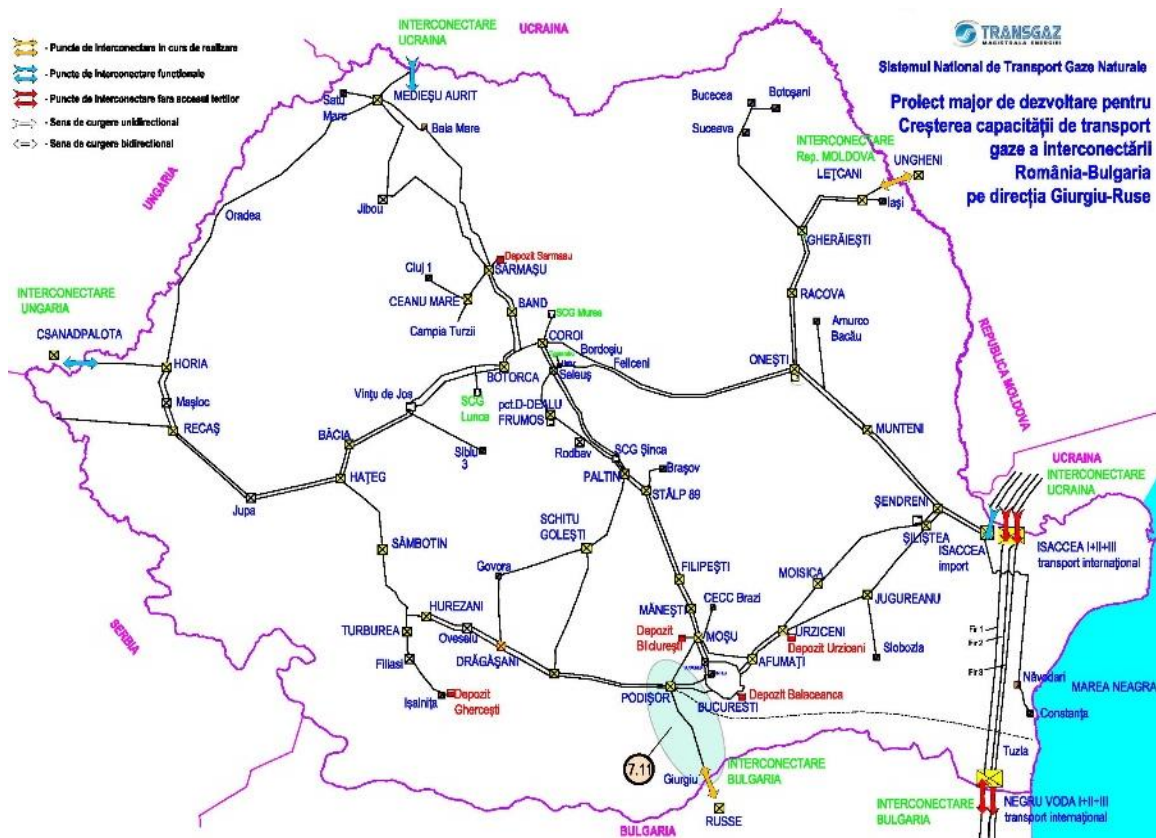 - Puncte de interconectare in curs de realizare
- Puncte de interconectare functionale
- Puncte de interconectare fara accesul tertilor
- Sens de curgere unidirectional
- Sens de curgere bidirectional
TRANSGAZ
MAGISTRALA ENERGIEI
Sistemul National de Transport Gaze Naturale
Proiect major de dezvoltare pentru
Creșterea capacității de transport
gaze a interconectării
România-Bulgaria
pe direcția Giurgiu-Ruse
INTERCONECTARE
UCRAINA
UCRAINA
Satu
Mare
MEDIEȘU AURIT
Baia Mare
Bucecea
Botoșani
Suceava
INTERCONECTARE
Rep. MOLDOVA
LEȚCANI
UNGHENI
Iași
UNGARIA
Oradea
Jibou
GHERĂIEȘTI
Depozit Sarmasu
SĂRMAȘU
Cluj 1
CEANU MARE
Campia Turzii
BAND
RACOVA
INTERCONECTARE
UNGARIA
CSANADPALOTA
SCG Mures
COROI
Bordoșiu
Feliceni
Amurco
Bacău
REPUBLICA MOLDOVA
HORIA
BOTORCA
Seleuș
ONEȘTI
Mașloc
RECAȘ
Vințu de Jos
SCG
Lunca
pct.D-DEALU
FRUMOS
BĂCIA
Sibiu
3
Rodbav
SCG Șinca
MUNTENI
HAȚEG
PALTIN
Brașov
STÂLP 89
UCRAINA
INTERCONECTARE
UCRAINA
Jupa
ȘENDRENI
SCHITU
GOLEȘTI
ȘILIȘTEA
ISACCEA
import
ISACCEA I+II+III
transport international
SÂMBOTIN
Govora
FILIPEȘTI
MOISICA
CECC Brazi
MĂNEȘTI
JUGUREANU
HUREZANI
Ovesellu
SERBIA
TURBUREA
Filiasi
DRĂGĂȘANI
Depozit
Bilciurești
MOȘU
URZICENI
Depozit Urziceni
Slobozia
AFUMAȚI
Fir 1
Fir 2
Fir 3
Ișalnița
Depozit
Ghercești
PODIȘOR
BUCURESTI
Depozit Balaceanca
Năvodari
MAREA NEAGRA
Constanța
Tuzla
7.11
Giurgiu
INTERCONECTARE
BULGARIA
RUSSE
BULGARIA
INTERCONECTARE
BULGARIA
NEGRU VODA I+II+III
transport international